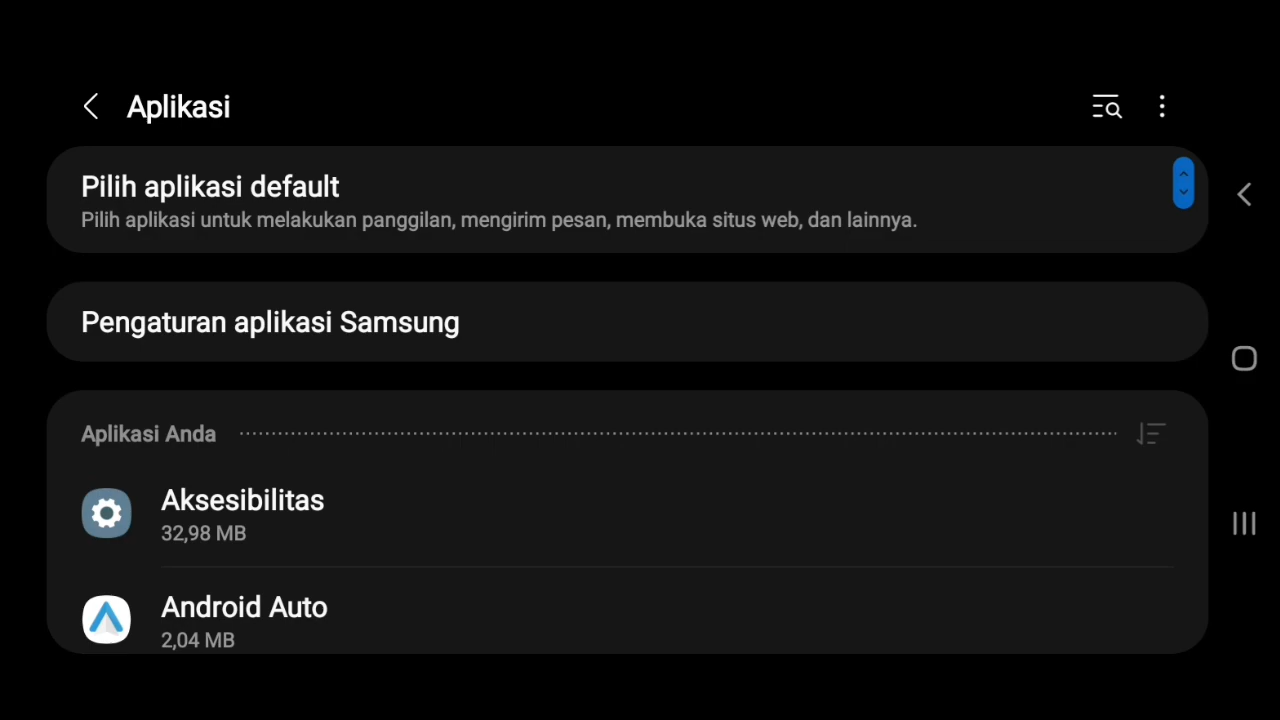 Aplikasi
Pilih aplikasi default
Pilih aplikasi untuk melakukan panggilan, mengirim pesan, membuka situs web, dan lainnya.
Pengaturan aplikasi Samsung
Aplikasi Anda
Aksesibilitas
32,98 MB
Android Auto
2,04 MB